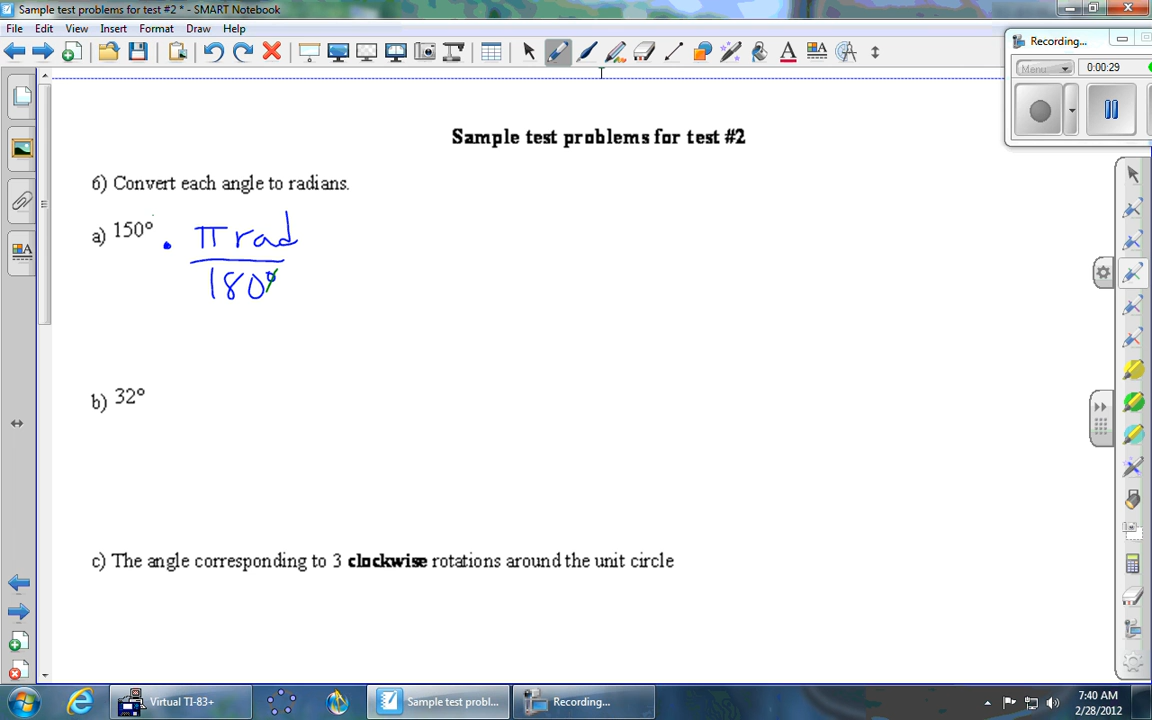 Sample test problems for test #2 * - SMART Notebook
File Edit View Insert Format Draw Help
Recording...
Menu
0:00:29
Sample test problems for test #2
6) Convert each angle to radians.
a) 150° • π rad
180°
b) 32°
c) The angle corresponding to 3 clockwise rotations around the unit circle
Virtual TI-83+
Sample test probl...
Recording...
7:40 AM
2/28/2012